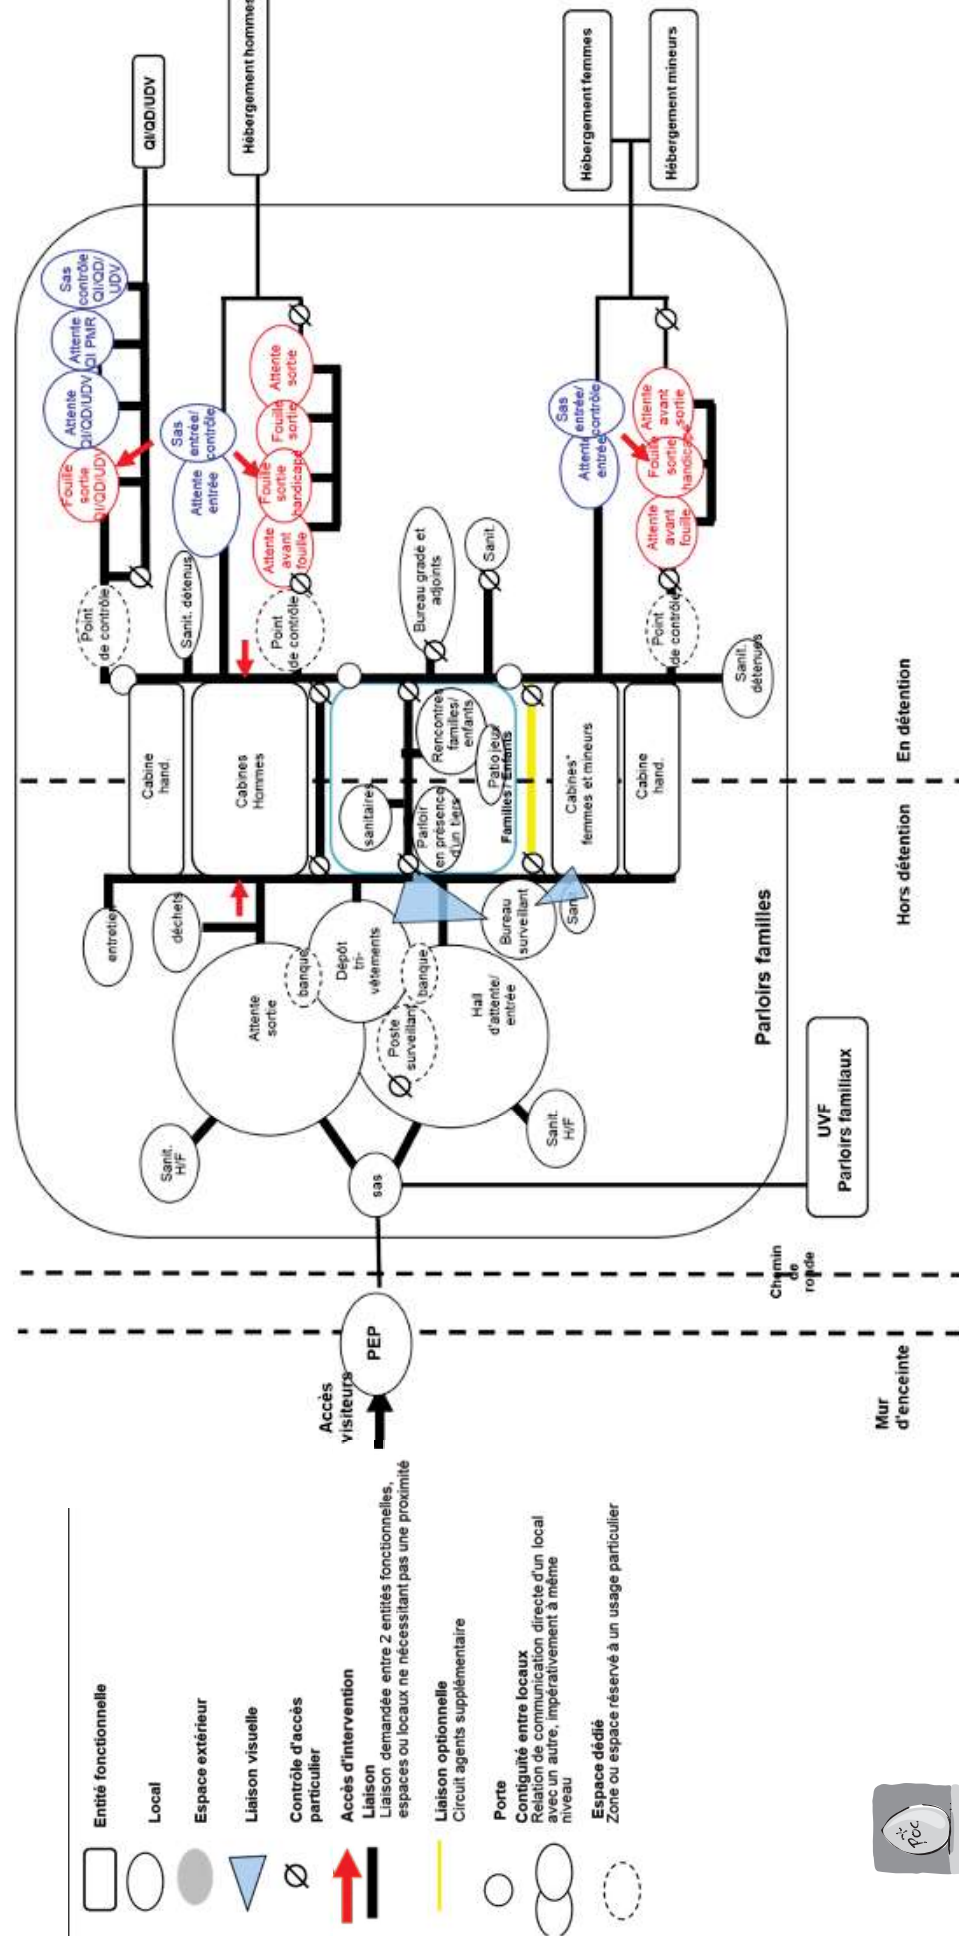 Entité fonctionnelle
Local
Espace extérieur
Liaison visuelle
Contrôle d'accès
particulier
Accès d'intervention
Liaison
Liaison demandée entre 2 entités fonctionnelles,
espaces ou locaux ne nécessitant pas une proximité
Liaison optionnelle
Circuit agents supplémentaire
Porte
Contiguïté entre locaux
Relation de communication directe d'un local
avec un autre, impérativement à même
niveau
Espace dédié
Zone ou espace réservé à un usage particulier
Poc
Accès
visiteurs
PEP
Mur
d'enceinte
Chemin
de
ronde
sas
UVF
Parloirs familiaux
Parloirs familles
Sanit.
H/F
Sanit.
H/F
Attente
sortie
banque
Dépôt
tri-
vêtements
Poste
surveillant
banque
Hall
d'attente/
entrée
entretien
déchets
Bureau
surveillant
Sani
Hors détention
En détention
Cabine
hand.
Cabines
Hommes
sanitaires
Parloir
en présence
d'un tiers
Rencontres
familles/
enfants
Patio jeux
Familles / Enfants
Cabines*
femmes et mineurs
Cabine
hand.
Point
de contrôle
Sanit. détenus
Point
de contrôle
Bureau gradé et
adjoints
Sanit.
Point
de contrôle
Sanit.
détenues
Fouille
sortie
QI/QD/UDV
Attente
QI/QD/UDV
Attente
QI PMR
Sas
contrôle
QI/QD/
UDV
Attente
entrée
Sas
entrée/
contrôle
Attente
avant
fouille
Fouille
sortie
handicapé
Fouille
sortie
Attente
sortie
Attente
entrée
Sas
entrée/
contrôle
Attente
avant
fouille
Fouille
sortie
handicapé
Attente
avant
sortie
QI/QD/UDV
Hébergement hommes
Hébergement femmes
Hébergement mineurs